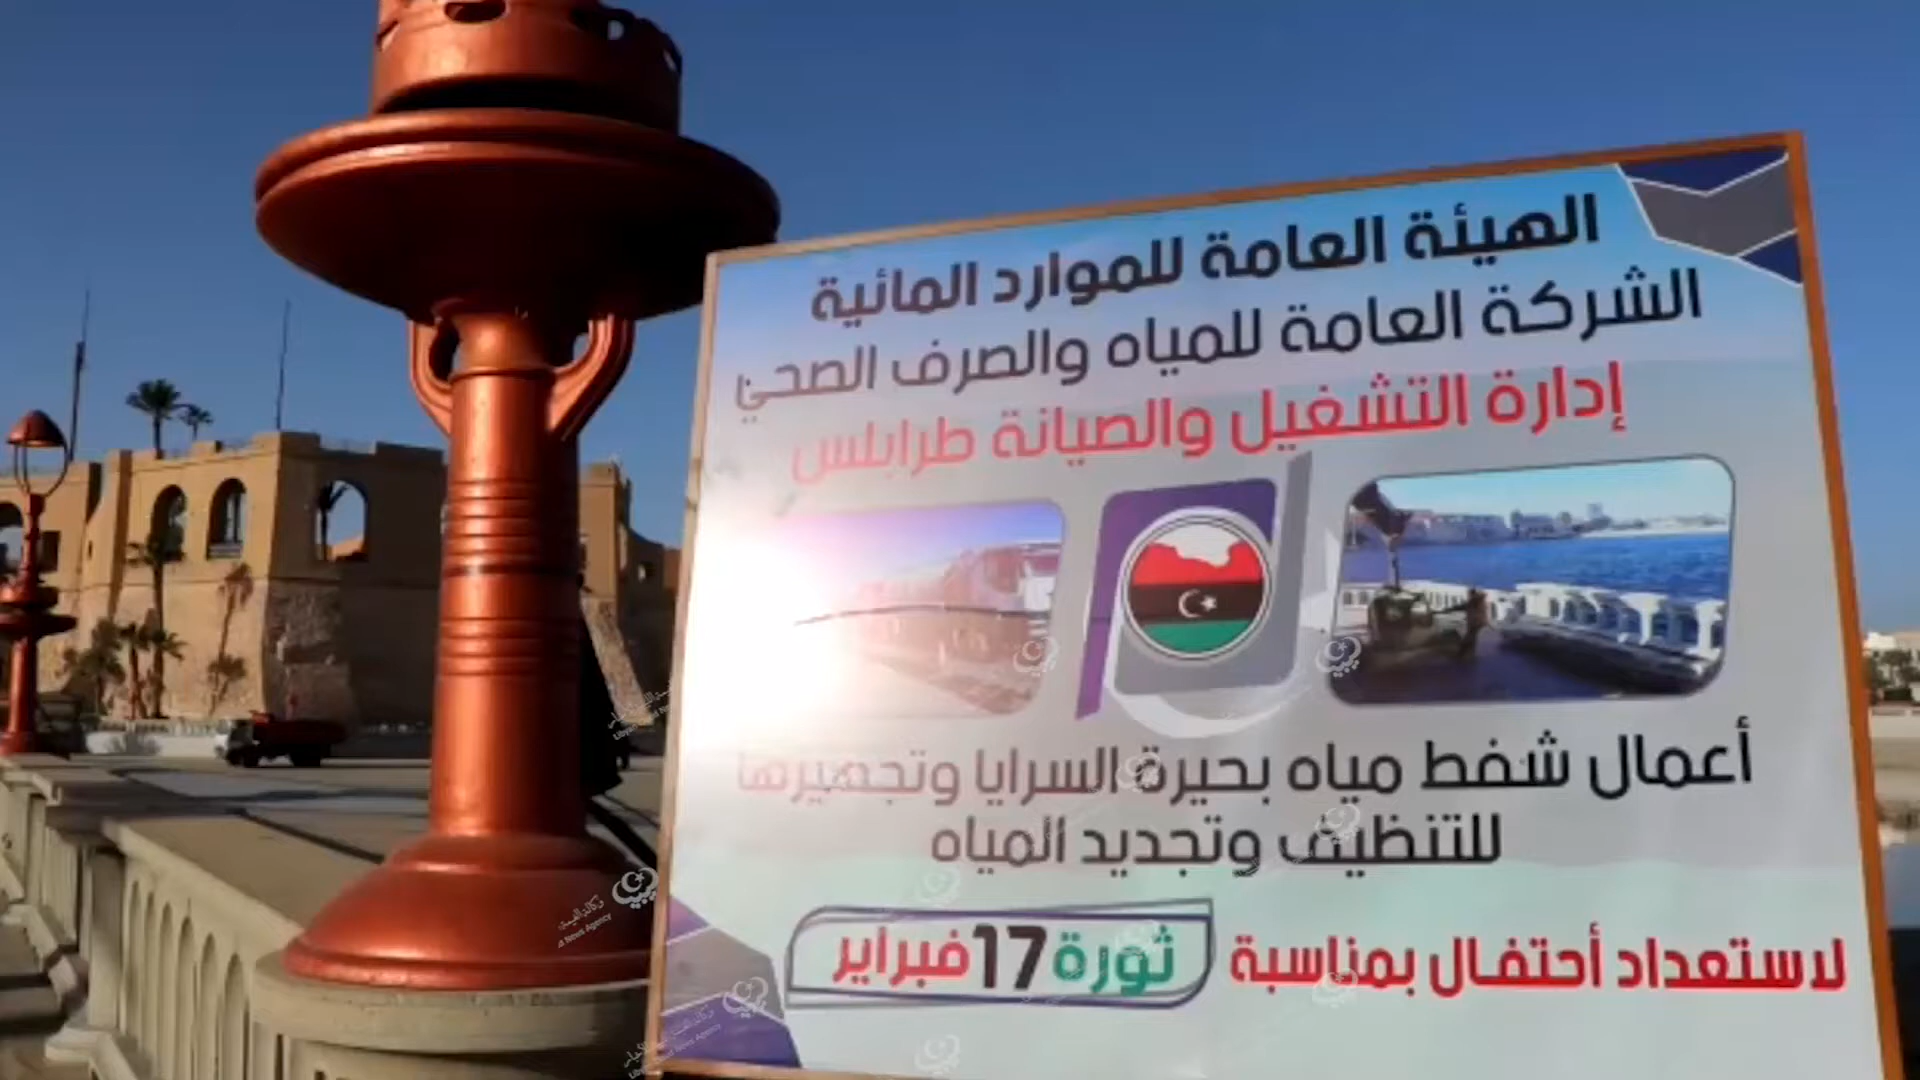 الهيئة العامة للموارد المائية
الشركة العامة للمياه والصرف الصحي
إدارة التشغيل والصيانة طرابلس
أعمال شفط مياه بحيرة السرايا وتجهيزها
للتنظيف وتجديد المياه
لاستعداد أحتفال بمناسبة ثورة 17 فبراير